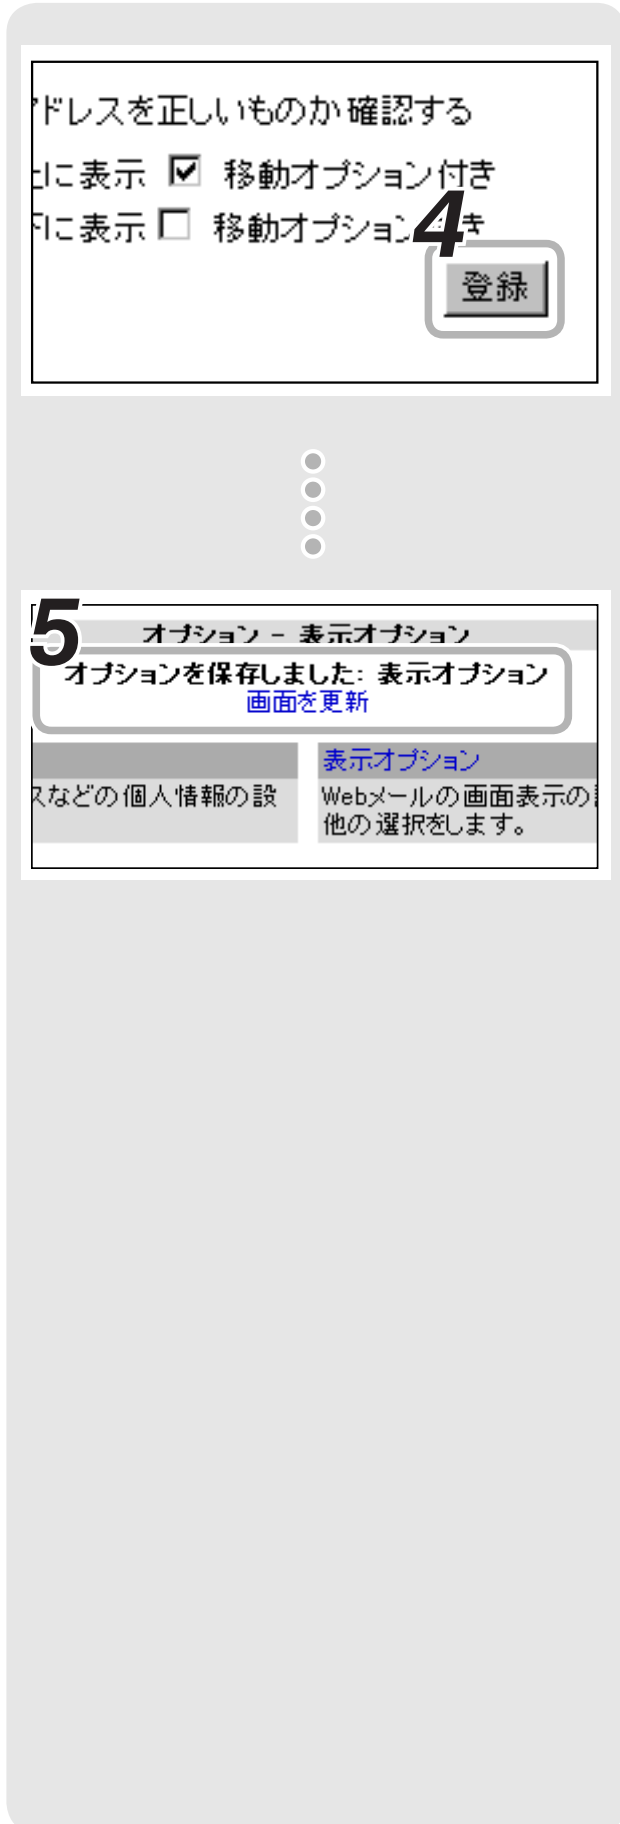 ドレスを正しいものか確認する
に表示 移動オプション付き
に表示 移動オプション き
4
登録
5
オプション - 表示オプション
オプションを保存しました: 表示オプション
画面を更新
表示オプション
スなどの個人情報の設
Webメールの画面表示の
他の選択をします。